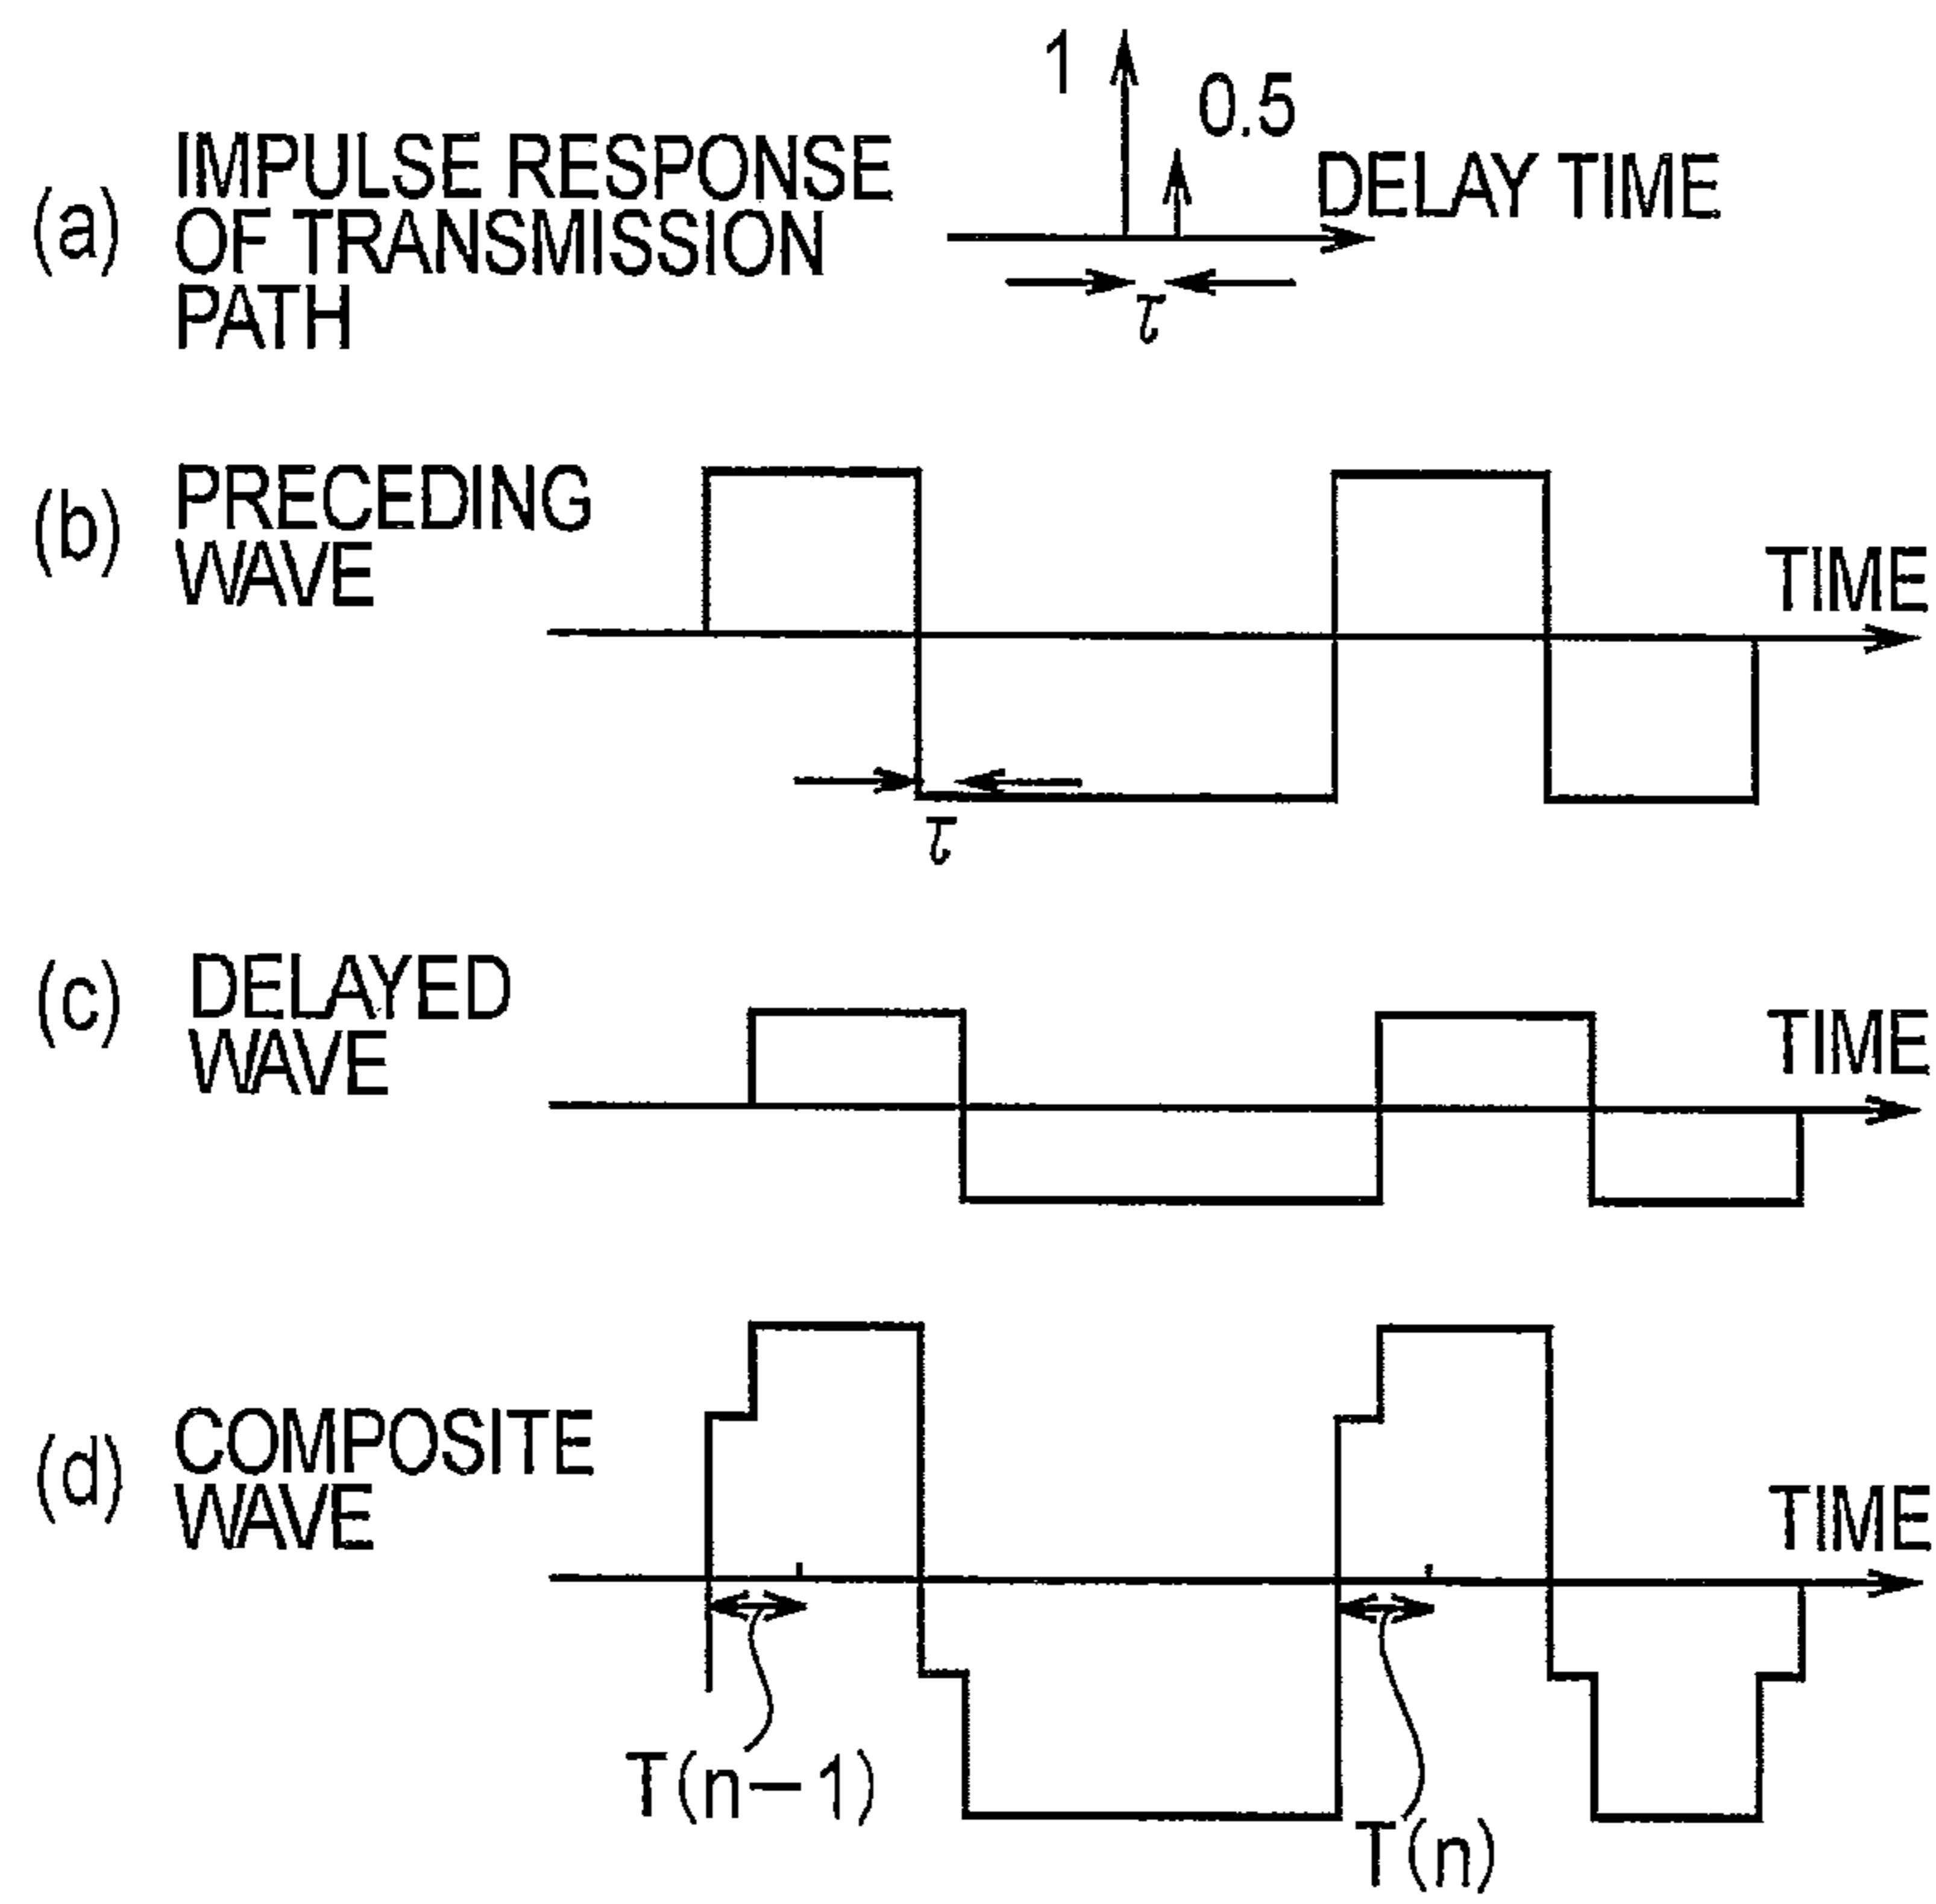 1
0.5
(a) IMPULSE RESPONSE
OF TRANSMISSION
PATH
DELAY TIME
τ
(b) PRECEDING
WAVE
TIME
τ
(c) DELAYED
WAVE
TIME
(d) COMPOSITE
WAVE
TIME
T(n−1)
T(n)